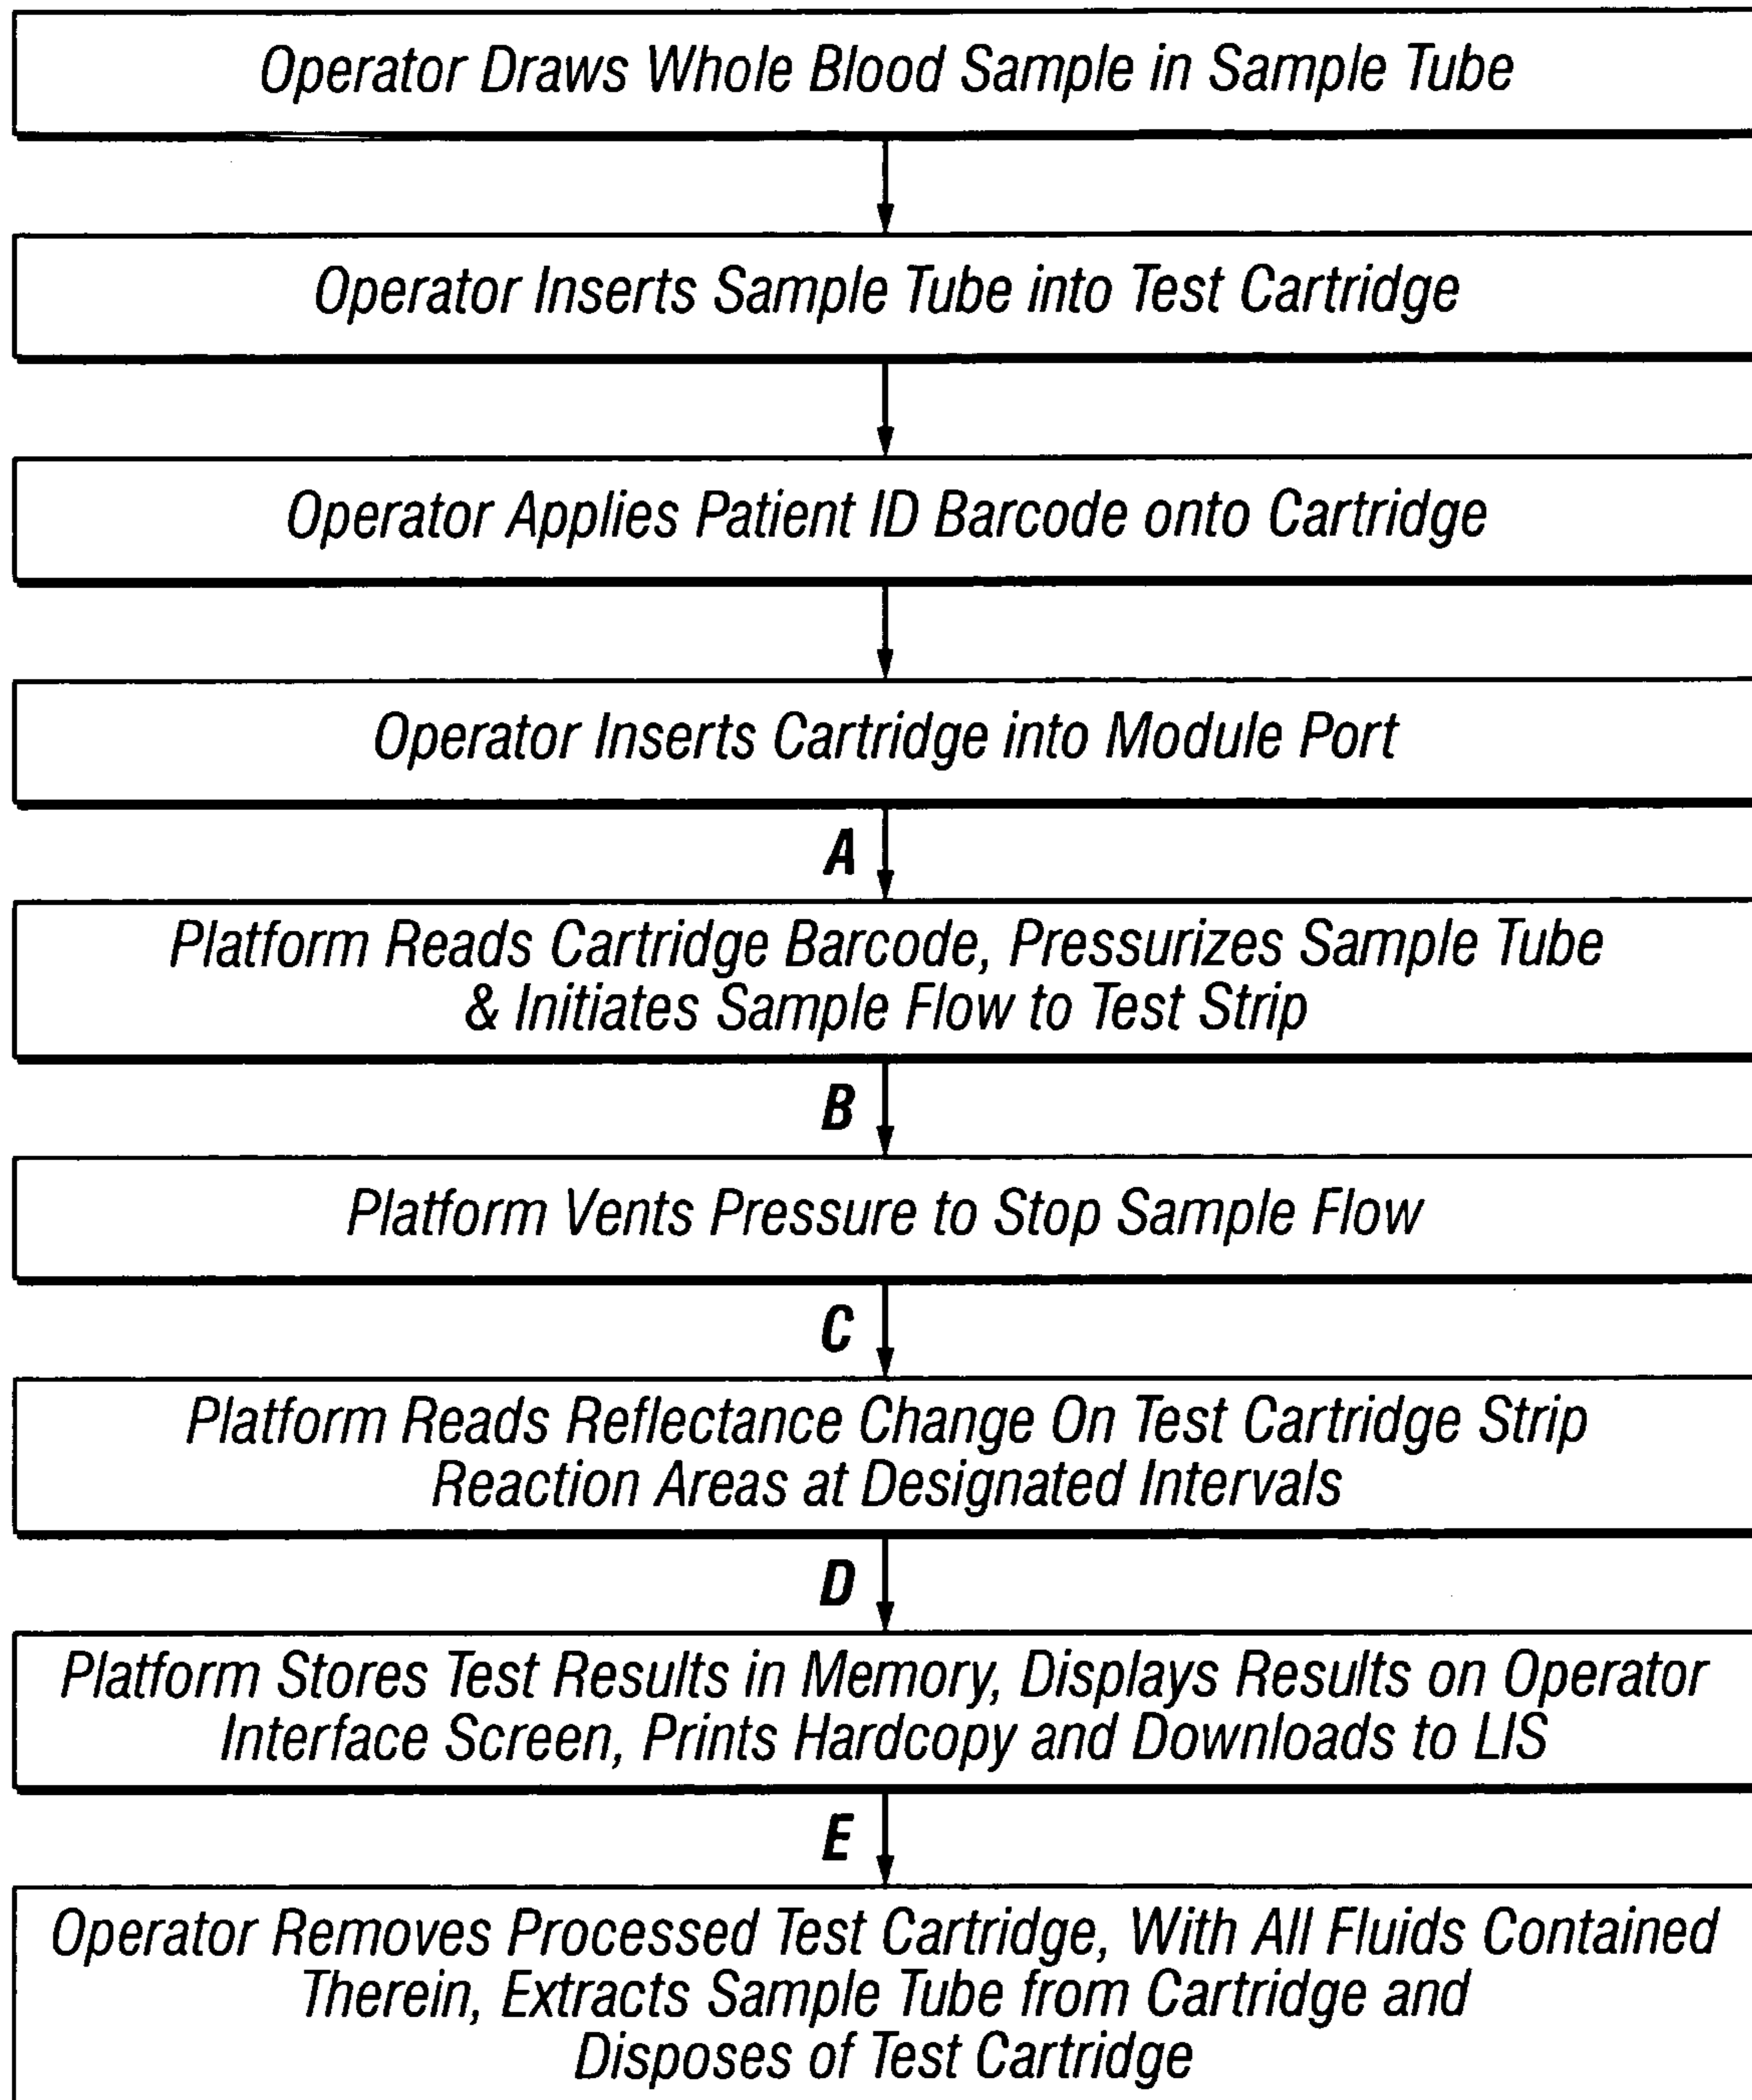 Operator Draws Whole Blood Sample in Sample Tube
Operator Inserts Sample Tube into Test Cartridge
Operator Applies Patient ID Barcode onto Cartridge
Operator Inserts Cartridge into Module Port
A
Platform Reads Cartridge Barcode, Pressurizes Sample Tube
& Initiates Sample Flow to Test Strip
B
Platform Vents Pressure to Stop Sample Flow
C
Platform Reads Reflectance Change On Test Cartridge Strip
Reaction Areas at Designated Intervals
D
Platform Stores Test Results in Memory, Displays Results on Operator
Interface Screen, Prints Hardcopy and Downloads to LIS
E
Operator Removes Processed Test Cartridge, With All Fluids Contained
Therein, Extracts Sample Tube from Cartridge and
Disposes of Test Cartridge